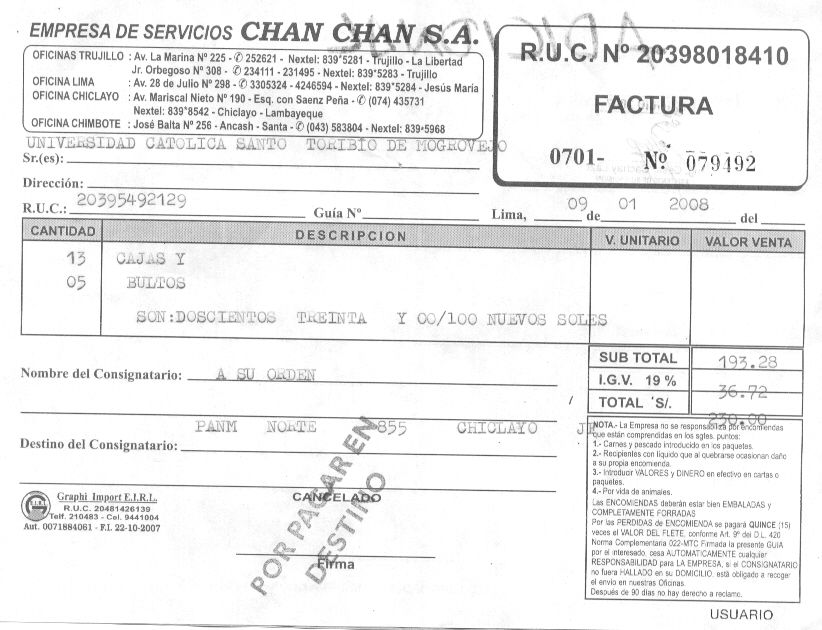 EMPRESA DE SERVICIOS CHAN CHAN S.A.
OFICINAS TRUJILLO : Av. La Marina Nº 225 - ✆ 252621 - Nextel: 839*5281 - Trujillo - La Libertad
Jr. Orbegoso Nº 308 - ✆ 234111 - 231495 - Nextel: 839*5283 - Trujillo
OFICINA LIMA : Av. 28 de Julio Nº 298 - ✆ 3305324 - 4246594 - Nextel: 839*5284 - Jesús María
OFICINA CHICLAYO : Av. Mariscal Nieto Nº 190 - Esq. con Saenz Peña - ✆ (074) 435731
Nextel: 839*8542 - Chiclayo - Lambayeque
OFICINA CHIMBOTE : José Balta Nº 256 - Ancash - Santa - ✆ (043) 583804 - Nextel: 839*5968
R.U.C. Nº 20398018410
FACTURA
0701- Nº 079492
UNIVERSIDAD CATOLICA SANTO TORIBIO DE MOGROVEJO
Sr.(es):
Dirección:
R.U.C.: 20395492129 Guía Nº Lima, 09 de 01 2008 del
CANTIDAD DESCRIPCION V. UNITARIO VALOR VENTA
13 CAJAS Y
05 BULTOS
SON:DOSCIENTOS TREINTA Y 00/100 NUEVOS SOLES
SUB TOTAL 193.28
I.G.V. 19 % 36.72
TOTAL S/. 230.00
Nombre del Consignatario: A SU ORDEN
PANM NORTE 855 CHICLAYO
Destino del Consignatario:
NOTA.- La Empresa no se responsabiliza por encomiendas
que están comprendidas en los sgtes. puntos:
1.- Carnes y pescado introducido en los paquetes.
2.- Recipientes con líquido que al quebrarse ocasionan daño
a su propia encomienda.
3.- Introducir VALORES y DINERO en efectivo en cartas o
paquetes.
4.- Por vida de animales.
Las ENCOMIENDAS deberán estar bien EMBALADAS y
COMPLETAMENTE FORRADAS
Por las PERDIDAS de ENCOMIENDA se pagará QUINCE (15)
veces el VALOR DEL FLETE, conforme Art. 9º del D.L. 420
Norma Complementaria 022-MTC Firmada la presente GUIA
por el interesado, cesa AUTOMATICAMENTE cualquier
RESPONSABILIDAD para LA EMPRESA, si el CONSIGNATARIO
no fuera HALLADO en su DOMICILIO, está obligado a recoger
el envío en nuestras Oficinas.
Después de 90 días no hay derecho a reclamo.
Graphi Import E.I.R.L.
R.U.C. 20481426139
Telf. 210483 - Cel. 9441004
Aut. 0071884061 - F.I. 22-10-2007
CANCELADO
POR PAGAR EN
DESTINO
Firma
USUARIO